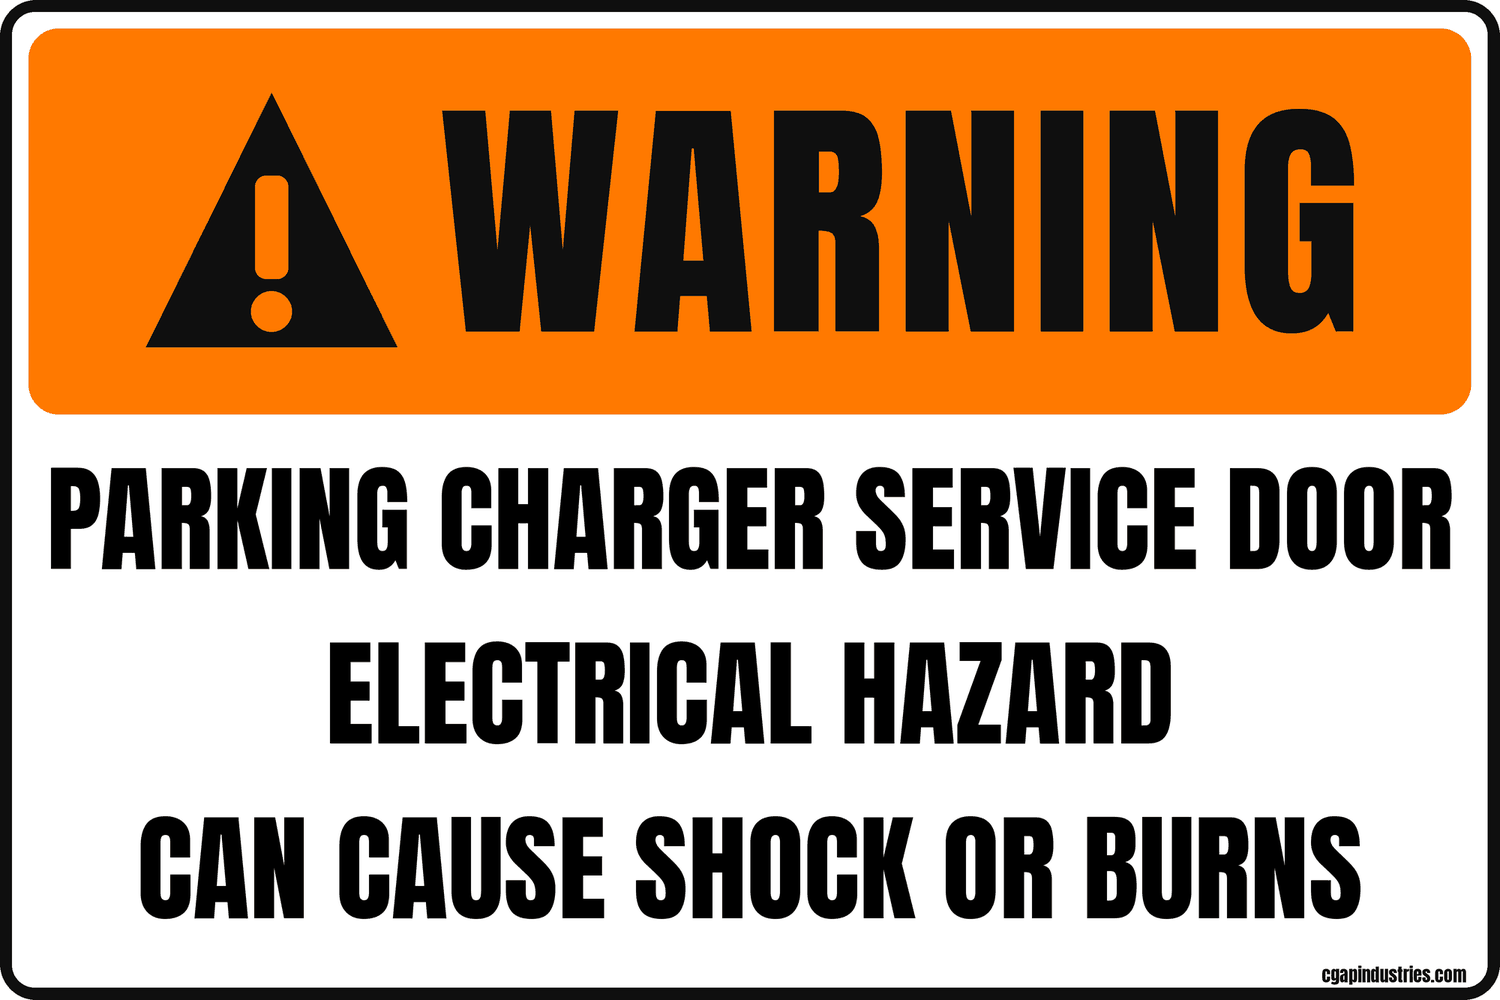 WARNING
PARKING CHARGER SERVICE DOOR
ELECTRICAL HAZARD
CAN CAUSE SHOCK OR BURNS
cgapindustries.com